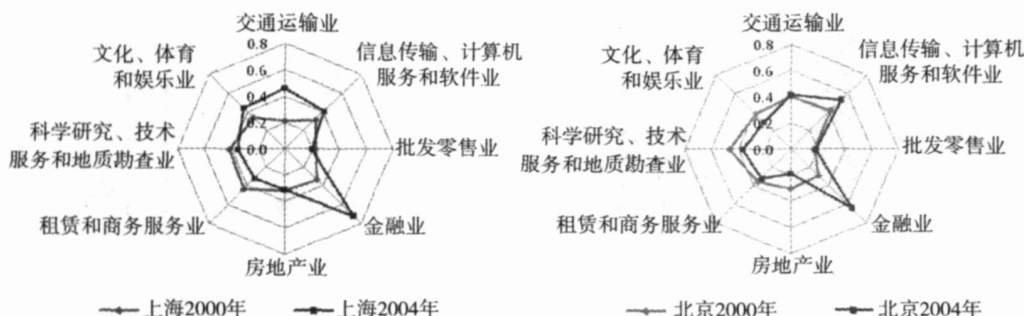 交通运输业
0.8
0.6
0.4
0.2
0.0
信息传输、计算机
服务和软件业
批发零售业
金融业
房地产业
租赁和商务服务业
科学研究、技术
服务和地质勘查业
文化、体育
和娱乐业
上海2000年
上海2004年
交通运输业
0.8
0.6
0.4
0.2
0.0
信息传输、计算机
服务和软件业
批发零售业
金融业
房地产业
租赁和商务服务业
科学研究、技术
服务和地质勘查业
文化、体育
和娱乐业
北京2000年
北京2004年